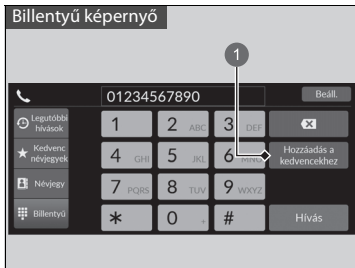 Billentyű képernyő
1
01234567890
Beáll.
Legutóbbi
hívások
1
2 ABC
3 DEF
Kedvenc
névjegyek
4 GHI
5 JKL
6 MNO
Hozzáadás a
kedvencekhez
Névjegy
7 PQRS
8 TUV
9 WXYZ
Billentyű
*
0 +
#
Hívás